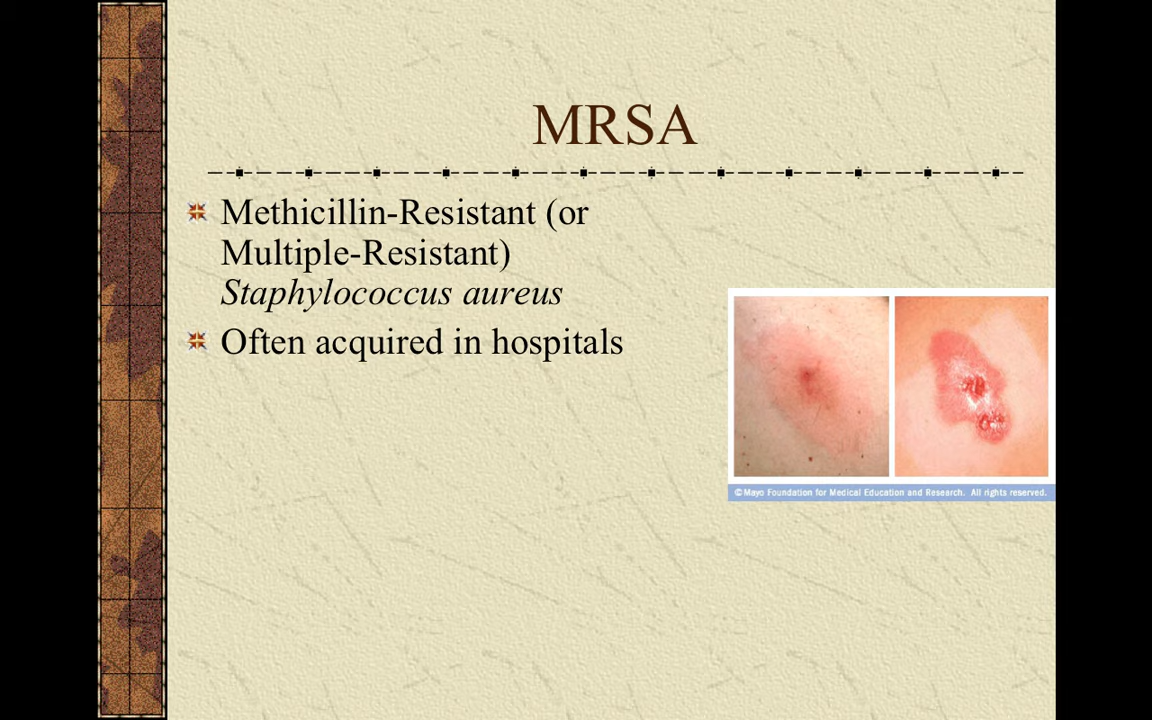 MRSA
Methicillin-Resistant (or
Multiple-Resistant)
Staphylococcus aureus
Often acquired in hospitals
©Mayo Foundation for Medical Education and Research. All rights reserved.